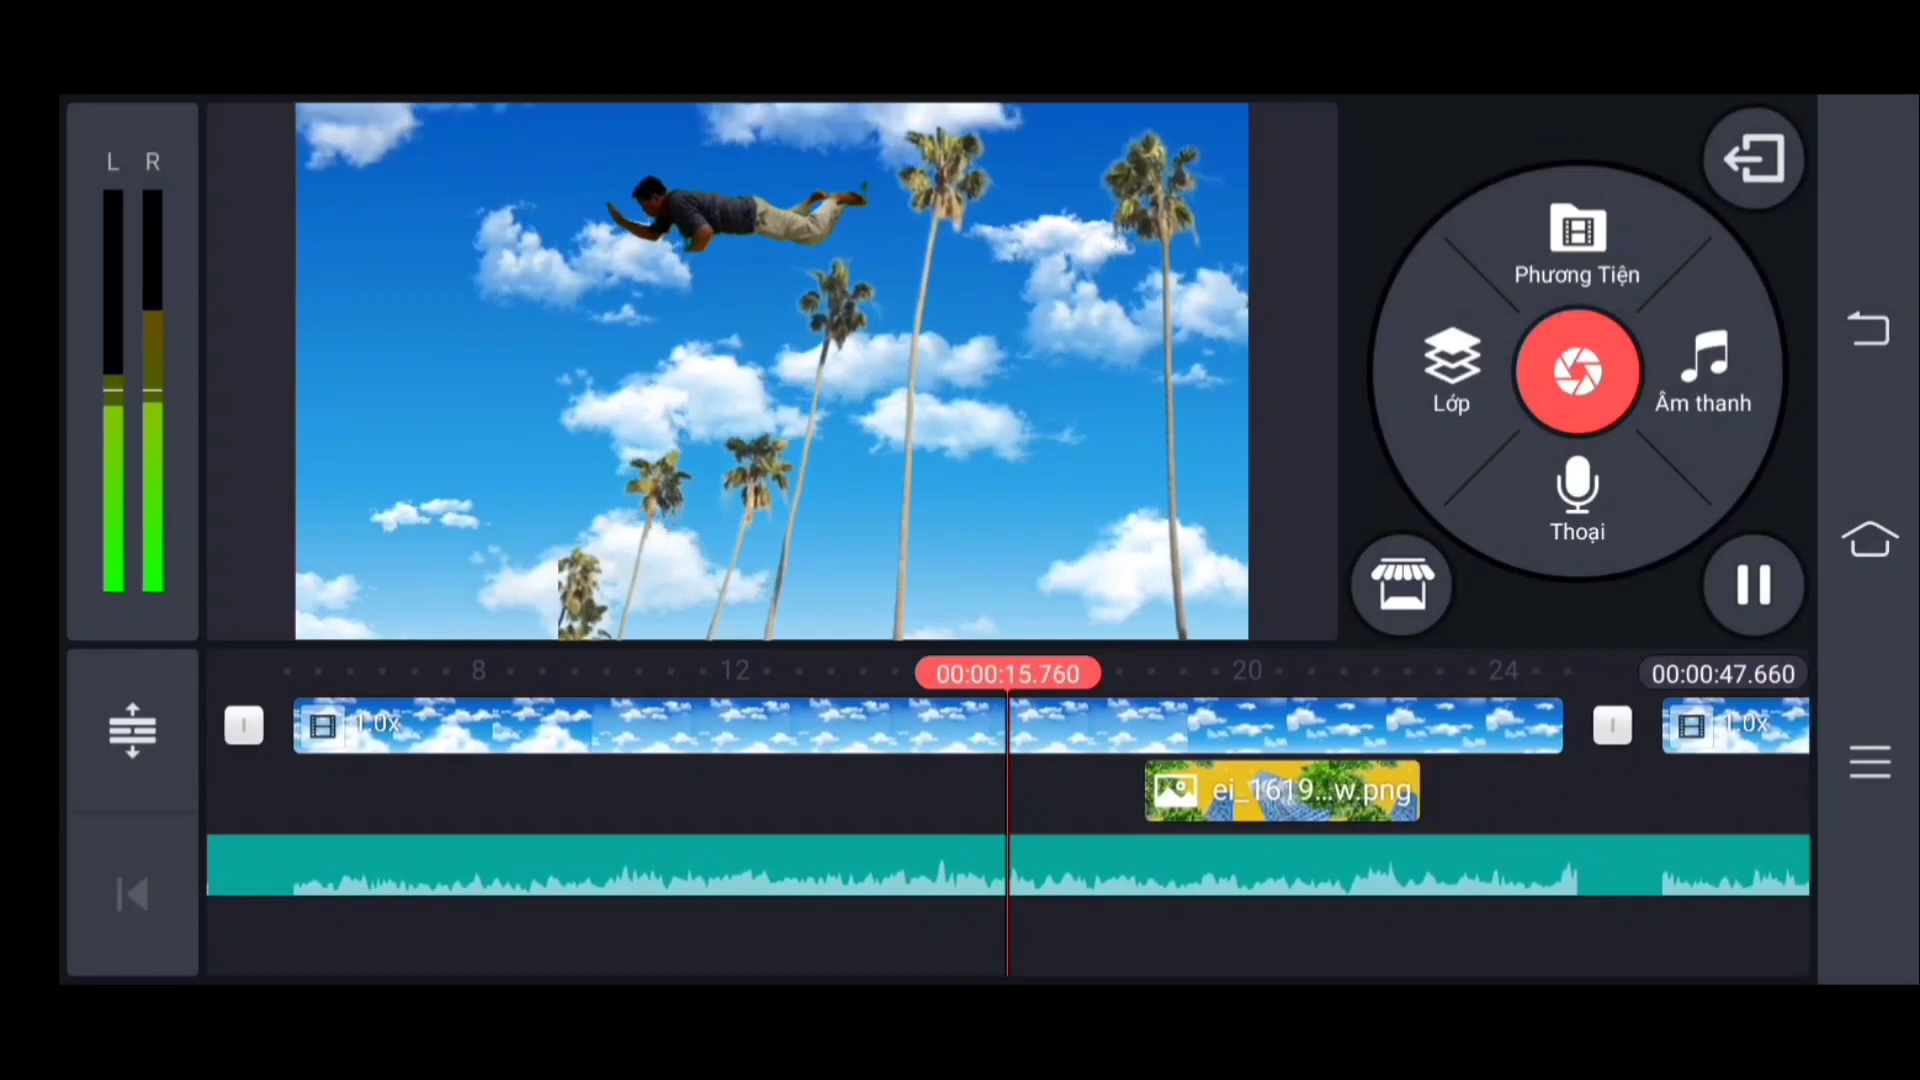 L R
Phương Tiện
Lớp
Âm thanh
Thoại
8 12 00:00:15.760 20 24 00:00:47.660
1.0x 1.0x
ei_1619...w.png